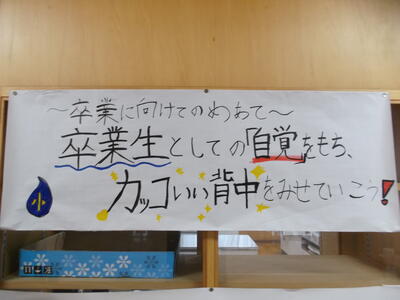 ～卒業に向けてのめあて～
卒業生としての「自覚」をもち、
カッコいい背中をみせていこう!
小